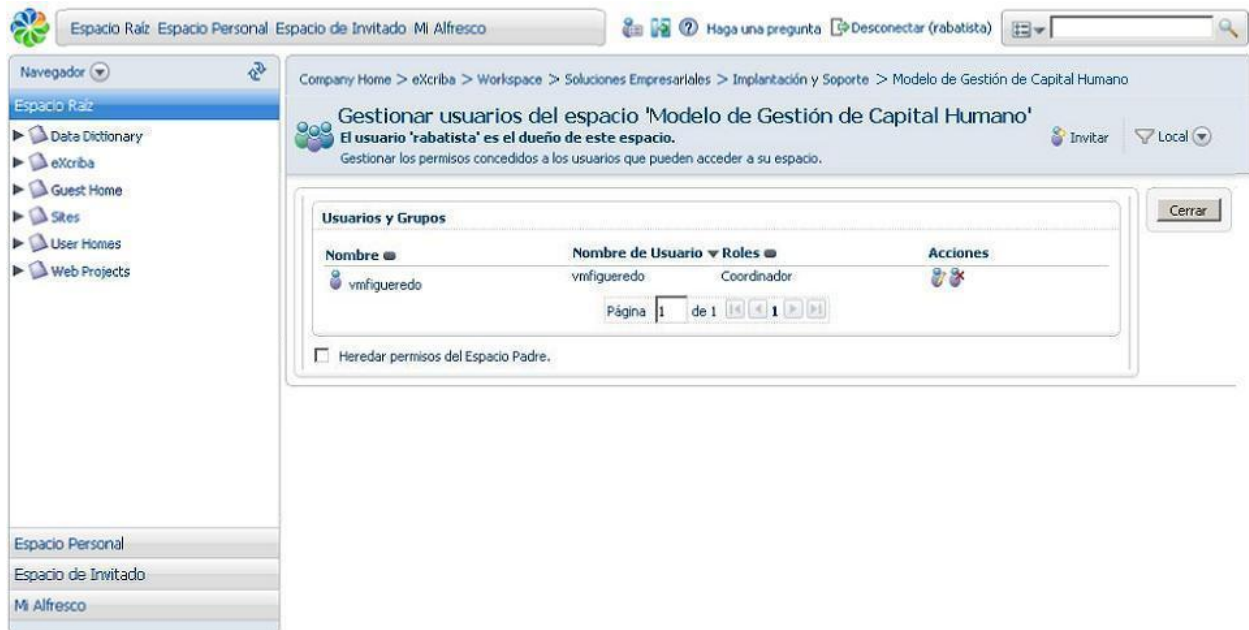 Espacio Raíz Espacio Personal Espacio de Invitado Mi Alfresco
Haga una pregunta Desconectar (rabatista)
Navegador
Espacio Raíz
Data Dictionary
eXcriba
Guest Home
Sites
User Homes
Web Projects
Espacio Personal
Espacio de Invitado
Mi Alfresco
Company Home > eXcriba > Workspace > Soluciones Empresariales > Implantación y Soporte > Modelo de Gestión de Capital Humano
Gestionar usuarios del espacio 'Modelo de Gestión de Capital Humano'
El usuario 'rabatista' es el dueño de este espacio.
Gestionar los permisos concedidos a los usuarios que pueden acceder a su espacio.
Invitar
Local
Cerrar
Usuarios y Grupos
Nombre Nombre de Usuario Roles Acciones
vmfigueredo vmfigueredo Coordinador
Página 1 de 1 1
Heredar permisos del Espacio Padre.